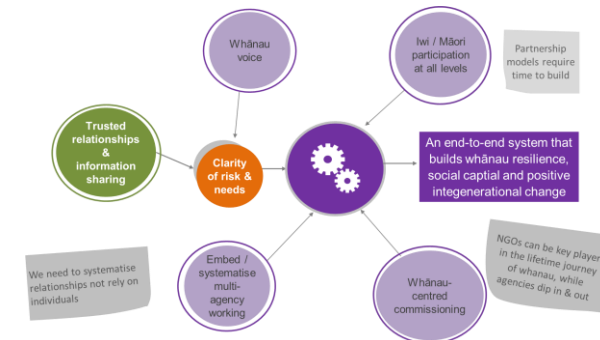 Whānau
voice
Iwi / Māori
participation
at all levels
Partnership
models require
time to build
Trusted
relationships
&
information
sharing
Clarity
of risk &
needs
An end-to-end system that
builds whānau resilience,
social captial and positive
integenerational change
We need to systematise
relationships not rely on
individuals
Embed /
systematise
multi-
agency
working
Whānau-
centred
commissioning
NGOs can be key player
in the lifetime journey
of whanau, while
agencies dip in & out